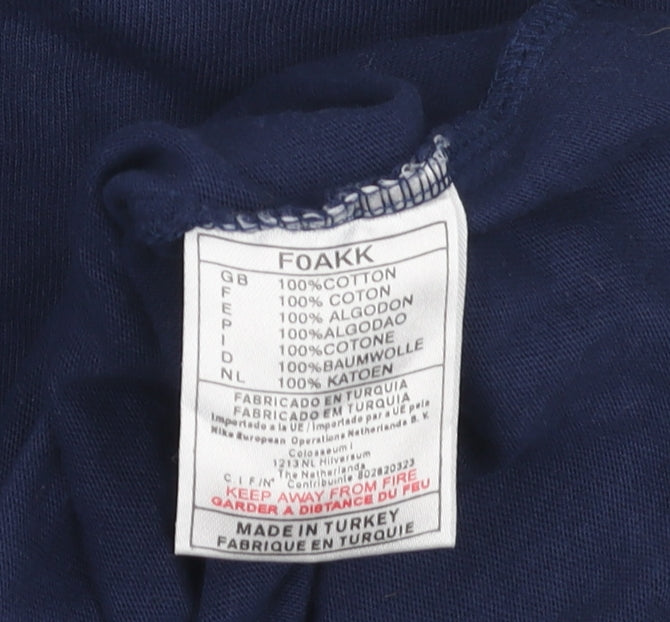 F0AKK
GB 100%COTTON
F 100% COTON
E 100% ALGODON
P 100%ALGODAO
I 100%COTONE
D 100%BAUMWOLLE
NL 100% KATOEN
FABRICADO EN TURQUIA
FABRICADO EM TURQUIA
Importado a la UE/Importado par a UE pela
Nike European Operations Netherlands B.V.
Colosseum I
1213 NL Hilversum
The Netherlands
C.I F/N° Contribuinte 802820323
KEEP AWAY FROM FIRE
GARDER A DISTANCE DU FEU
MADE IN TURKEY
FABRIQUE EN TURQUIE